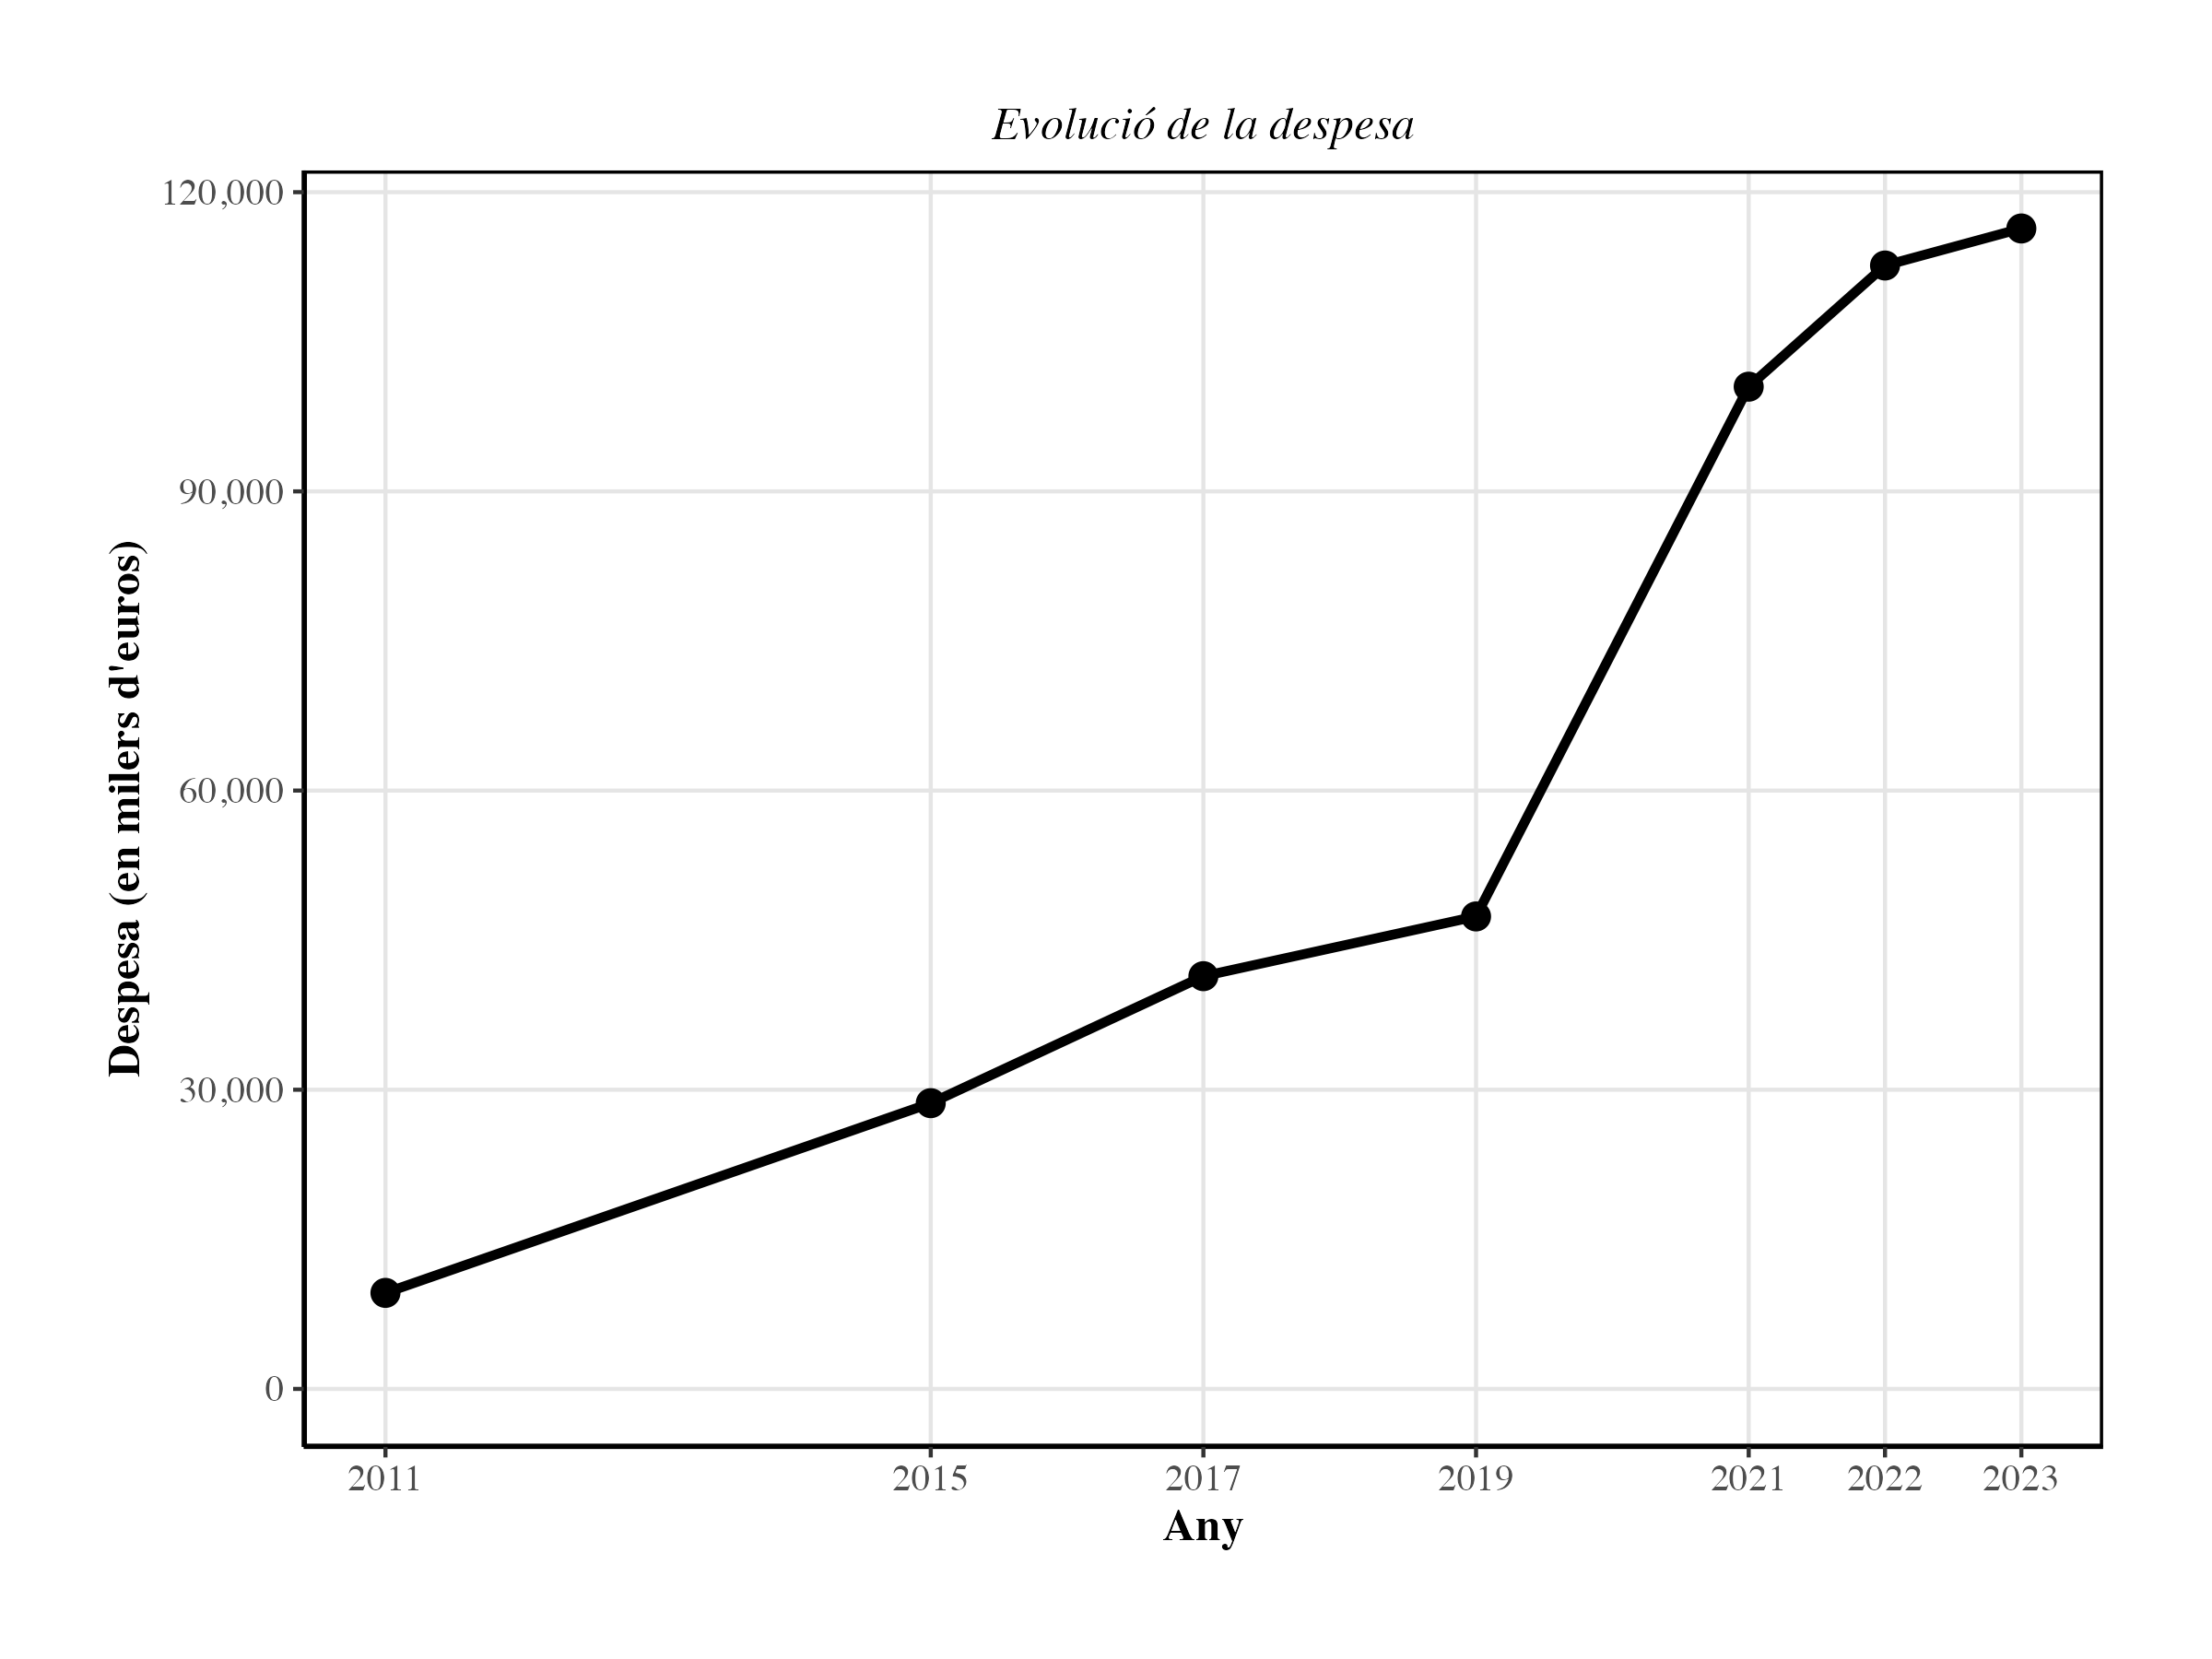 Evolució de la despesa
120,000
90,000
60,000
30,000
0
Despesa (en milers d'euros)
2011 2015 2017 2019 2021 2022 2023
Any